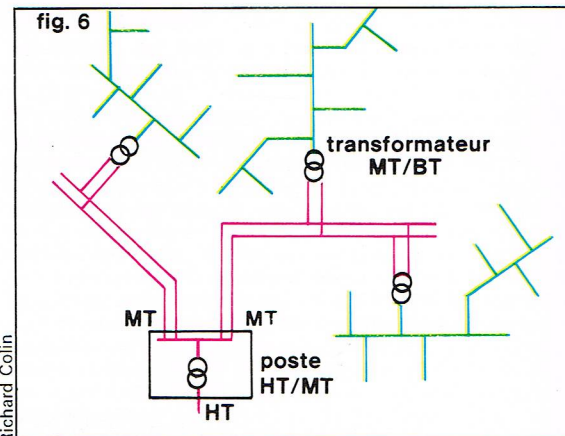 fig. 6
transformateur
MT/BT
MT
MT
poste
HT/MT
HT
Richard Colin